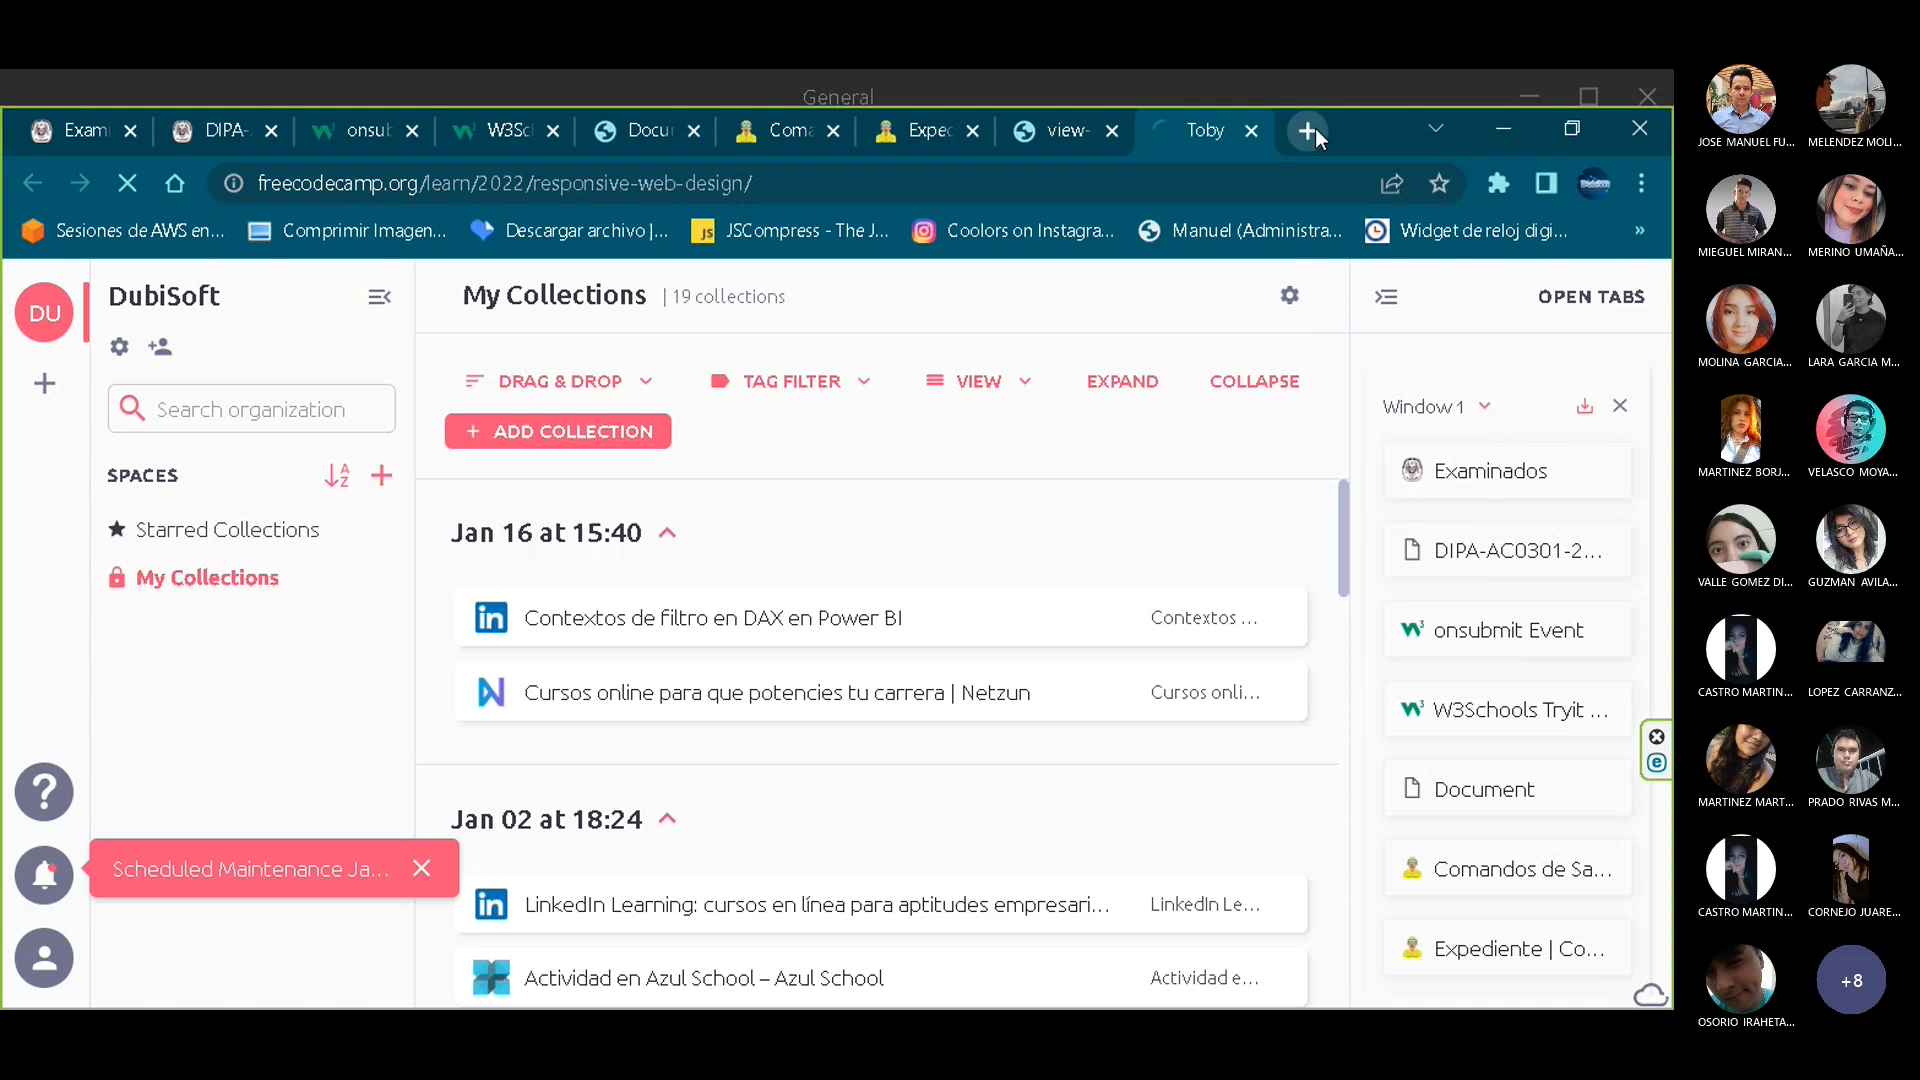 General
Exami
DIPA-
onsub
W3Sc
Docu
Coma
Expec
view-
Toby
freecodecamp.org/learn/2022/responsive-web-design/
Sesiones de AWS en...
Comprimir Imagen...
Descargar archivo |...
JSCompress - The J...
Coolors on Instagra...
Manuel (Administra...
Widget de reloj digi...
»
DU
DubiSoft
Search organization
SPACES
Starred Collections
My Collections
Scheduled Maintenance Ja...
My Collections | 19 collections
DRAG & DROP
TAG FILTER
VIEW
EXPAND
COLLAPSE
+ ADD COLLECTION
Jan 16 at 15:40
Contextos de filtro en DAX en Power BI
Contextos ...
Cursos online para que potencies tu carrera | Netzun
Cursos onli...
Jan 02 at 18:24
LinkedIn Learning: cursos en línea para aptitudes empresari...
LinkedIn Le...
Actividad en Azul School – Azul School
Actividad e...
OPEN TABS
Window 1
Examinados
DIPA-AC0301-2...
onsubmit Event
W3Schools Tryit ...
Document
Comandos de Sa...
Expediente | Co...
JOSE MANUEL FU...
MELENDEZ MOLI...
MIEGUEL MIRAN...
MERINO UMAÑA...
MOLINA GARCIA...
LARA GARCIA M...
MARTINEZ BORJ...
VELASCO MOYA...
VALLE GOMEZ DI...
GUZMAN AVILA...
CASTRO MARTIN...
LOPEZ CARRANZ...
MARTINEZ MART...
PRADO RIVAS M...
CASTRO MARTIN...
CORNEJO JUARE...
OSORIO IRAHETA...
+8